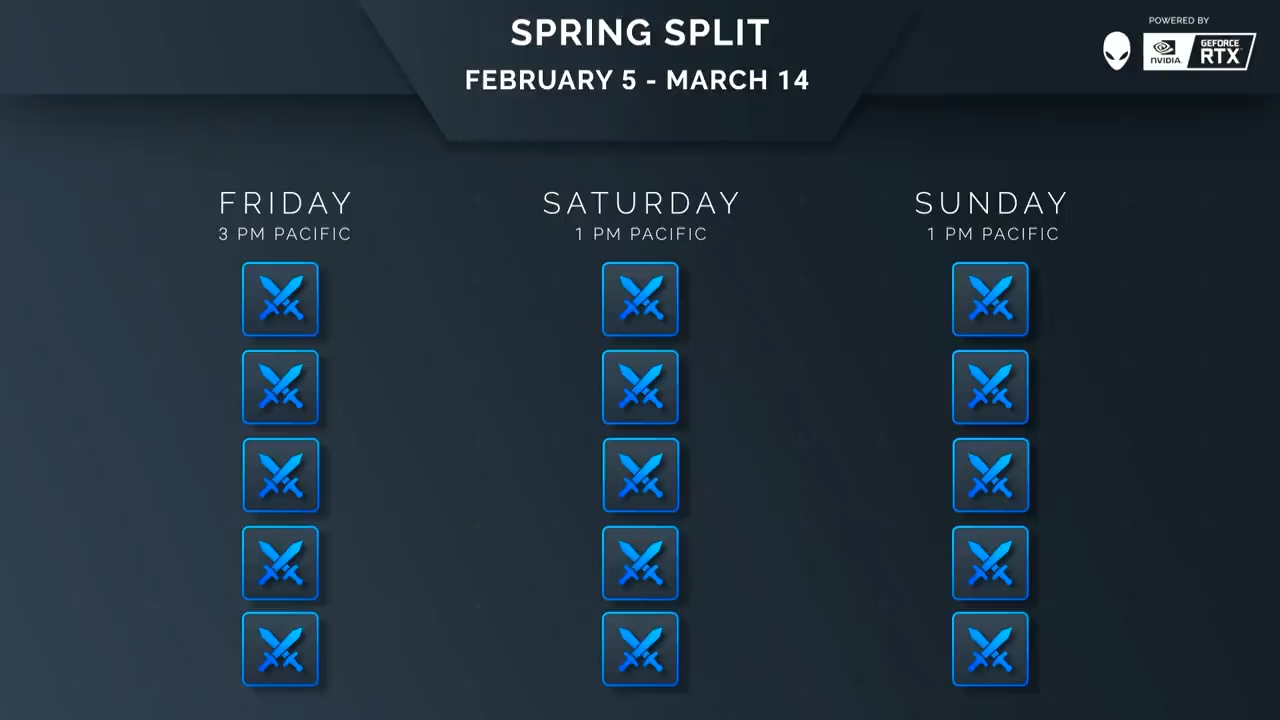 SPRING SPLIT
FEBRUARY 5 - MARCH 14
POWERED BY
NVIDIA
GEFORCE
RTX
FRIDAY
3 PM PACIFIC
SATURDAY
1 PM PACIFIC
SUNDAY
1 PM PACIFIC